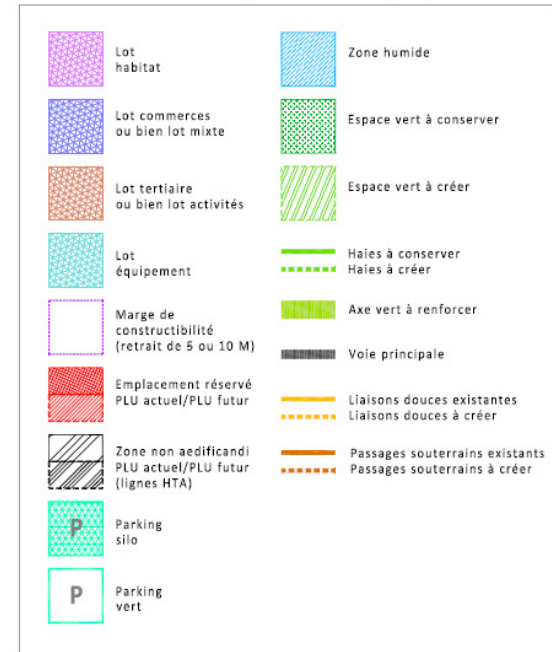 Lot
habitat
Lot commerces
ou bien lot mixte
Lot tertiaire
ou bien lot activités
Lot
équipement
Marge de
constructibilité
(retrait de 5 ou 10 M)
Emplacement réservé
PLU actuel/PLU futur
Zone non aedificandi
PLU actuel/PLU futur
(lignes HTA)
P
Parking
silo
P
Parking
vert
Zone humide
Espace vert à conserver
Espace vert à créer
Haies à conserver
Haies à créer
Axe vert à renforcer
Voie principale
Liaisons douces existantes
Liaisons douces à créer
Passages souterrains existants
Passages souterrains à créer